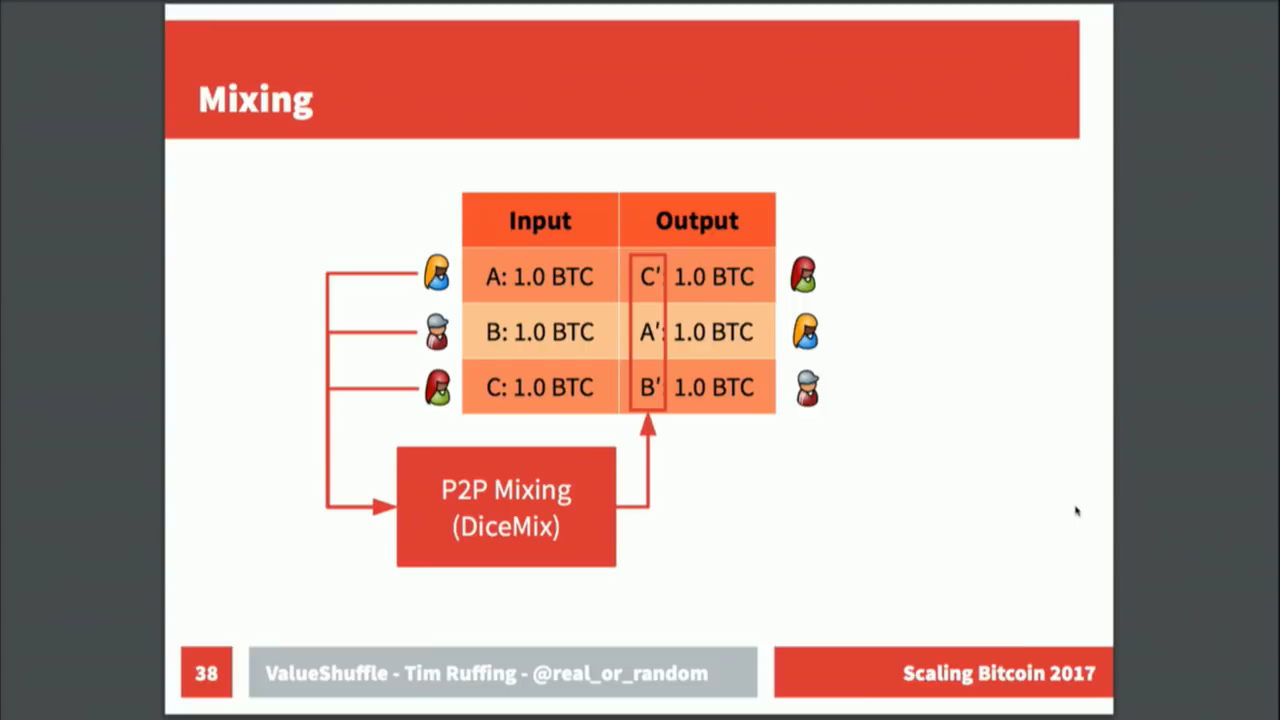 Mixing
Input Output
A: 1.0 BTC C′: 1.0 BTC
B: 1.0 BTC A′: 1.0 BTC
C: 1.0 BTC B′ 1.0 BTC
P2P Mixing
(DiceMix)
38 ValueShuffle - Tim Ruffing - @real_or_random Scaling Bitcoin 2017